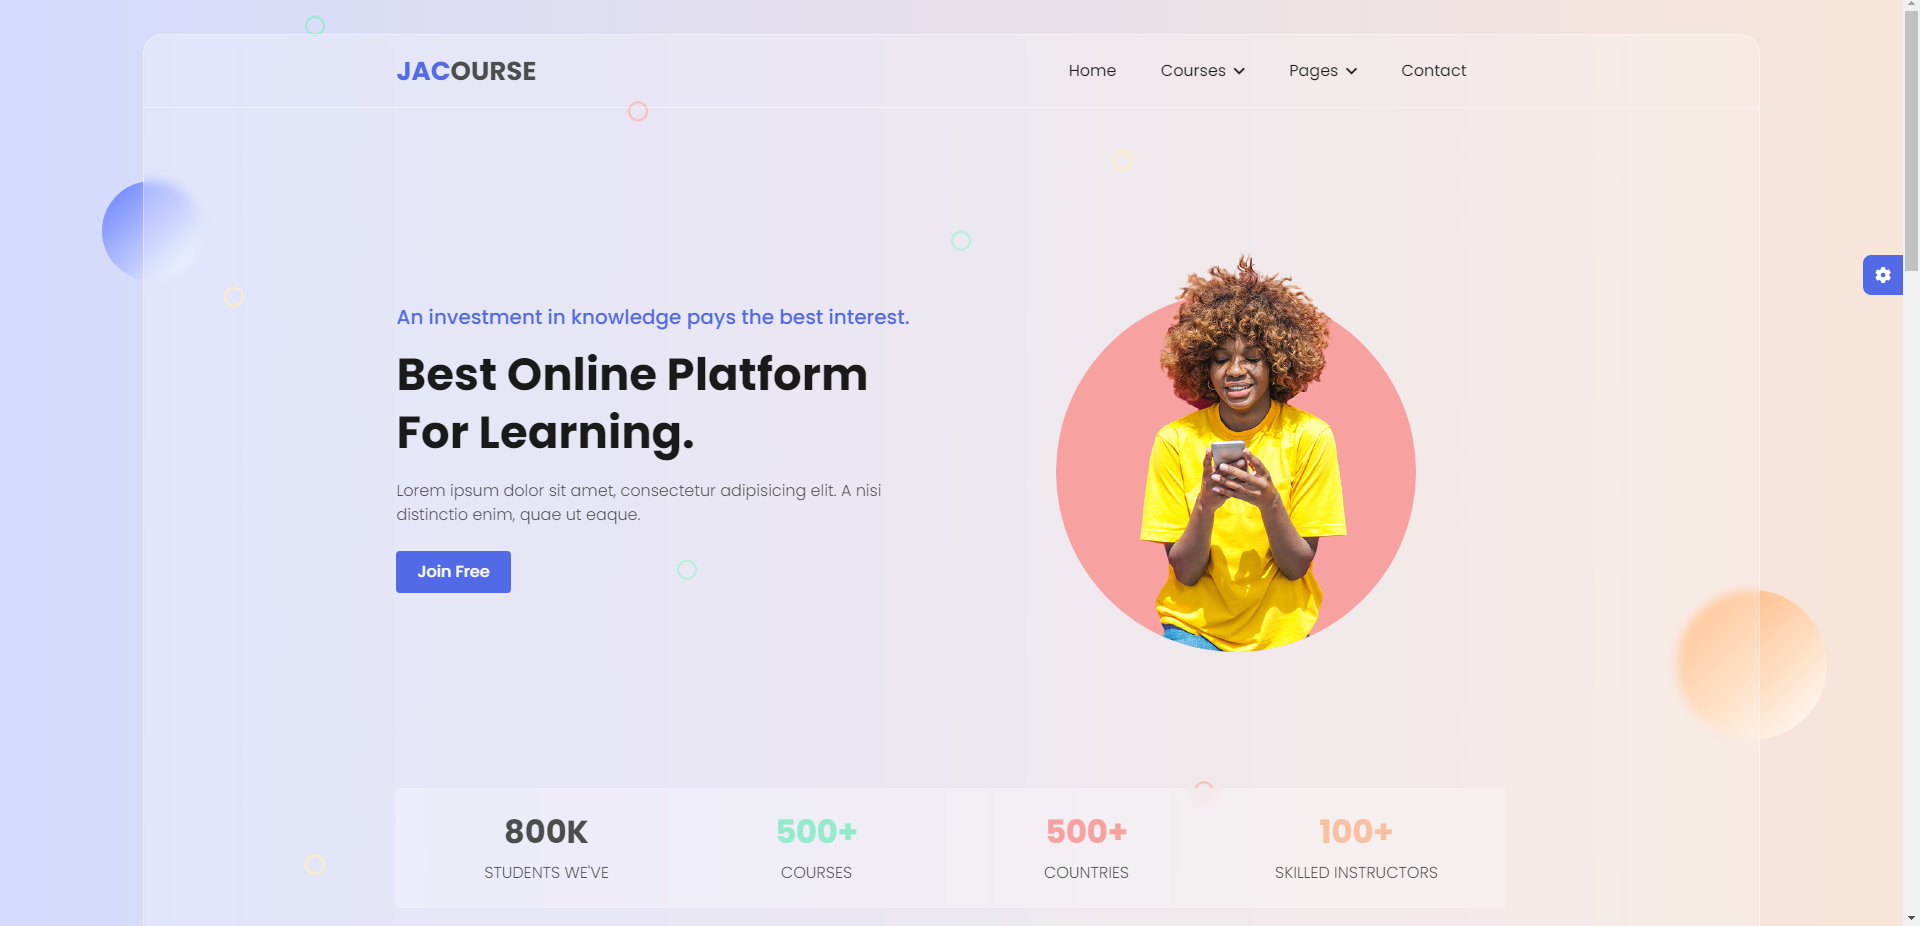 JACOURSE
Home
Courses
Pages
Contact
An investment in knowledge pays the best interest.
Best Online Platform
For Learning.
Lorem ipsum dolor sit amet, consectetur adipisicing elit. A nisi
distinctio enim, quae ut eaque.
Join Free
800K
STUDENTS WE'VE
500+
COURSES
500+
COUNTRIES
100+
SKILLED INSTRUCTORS